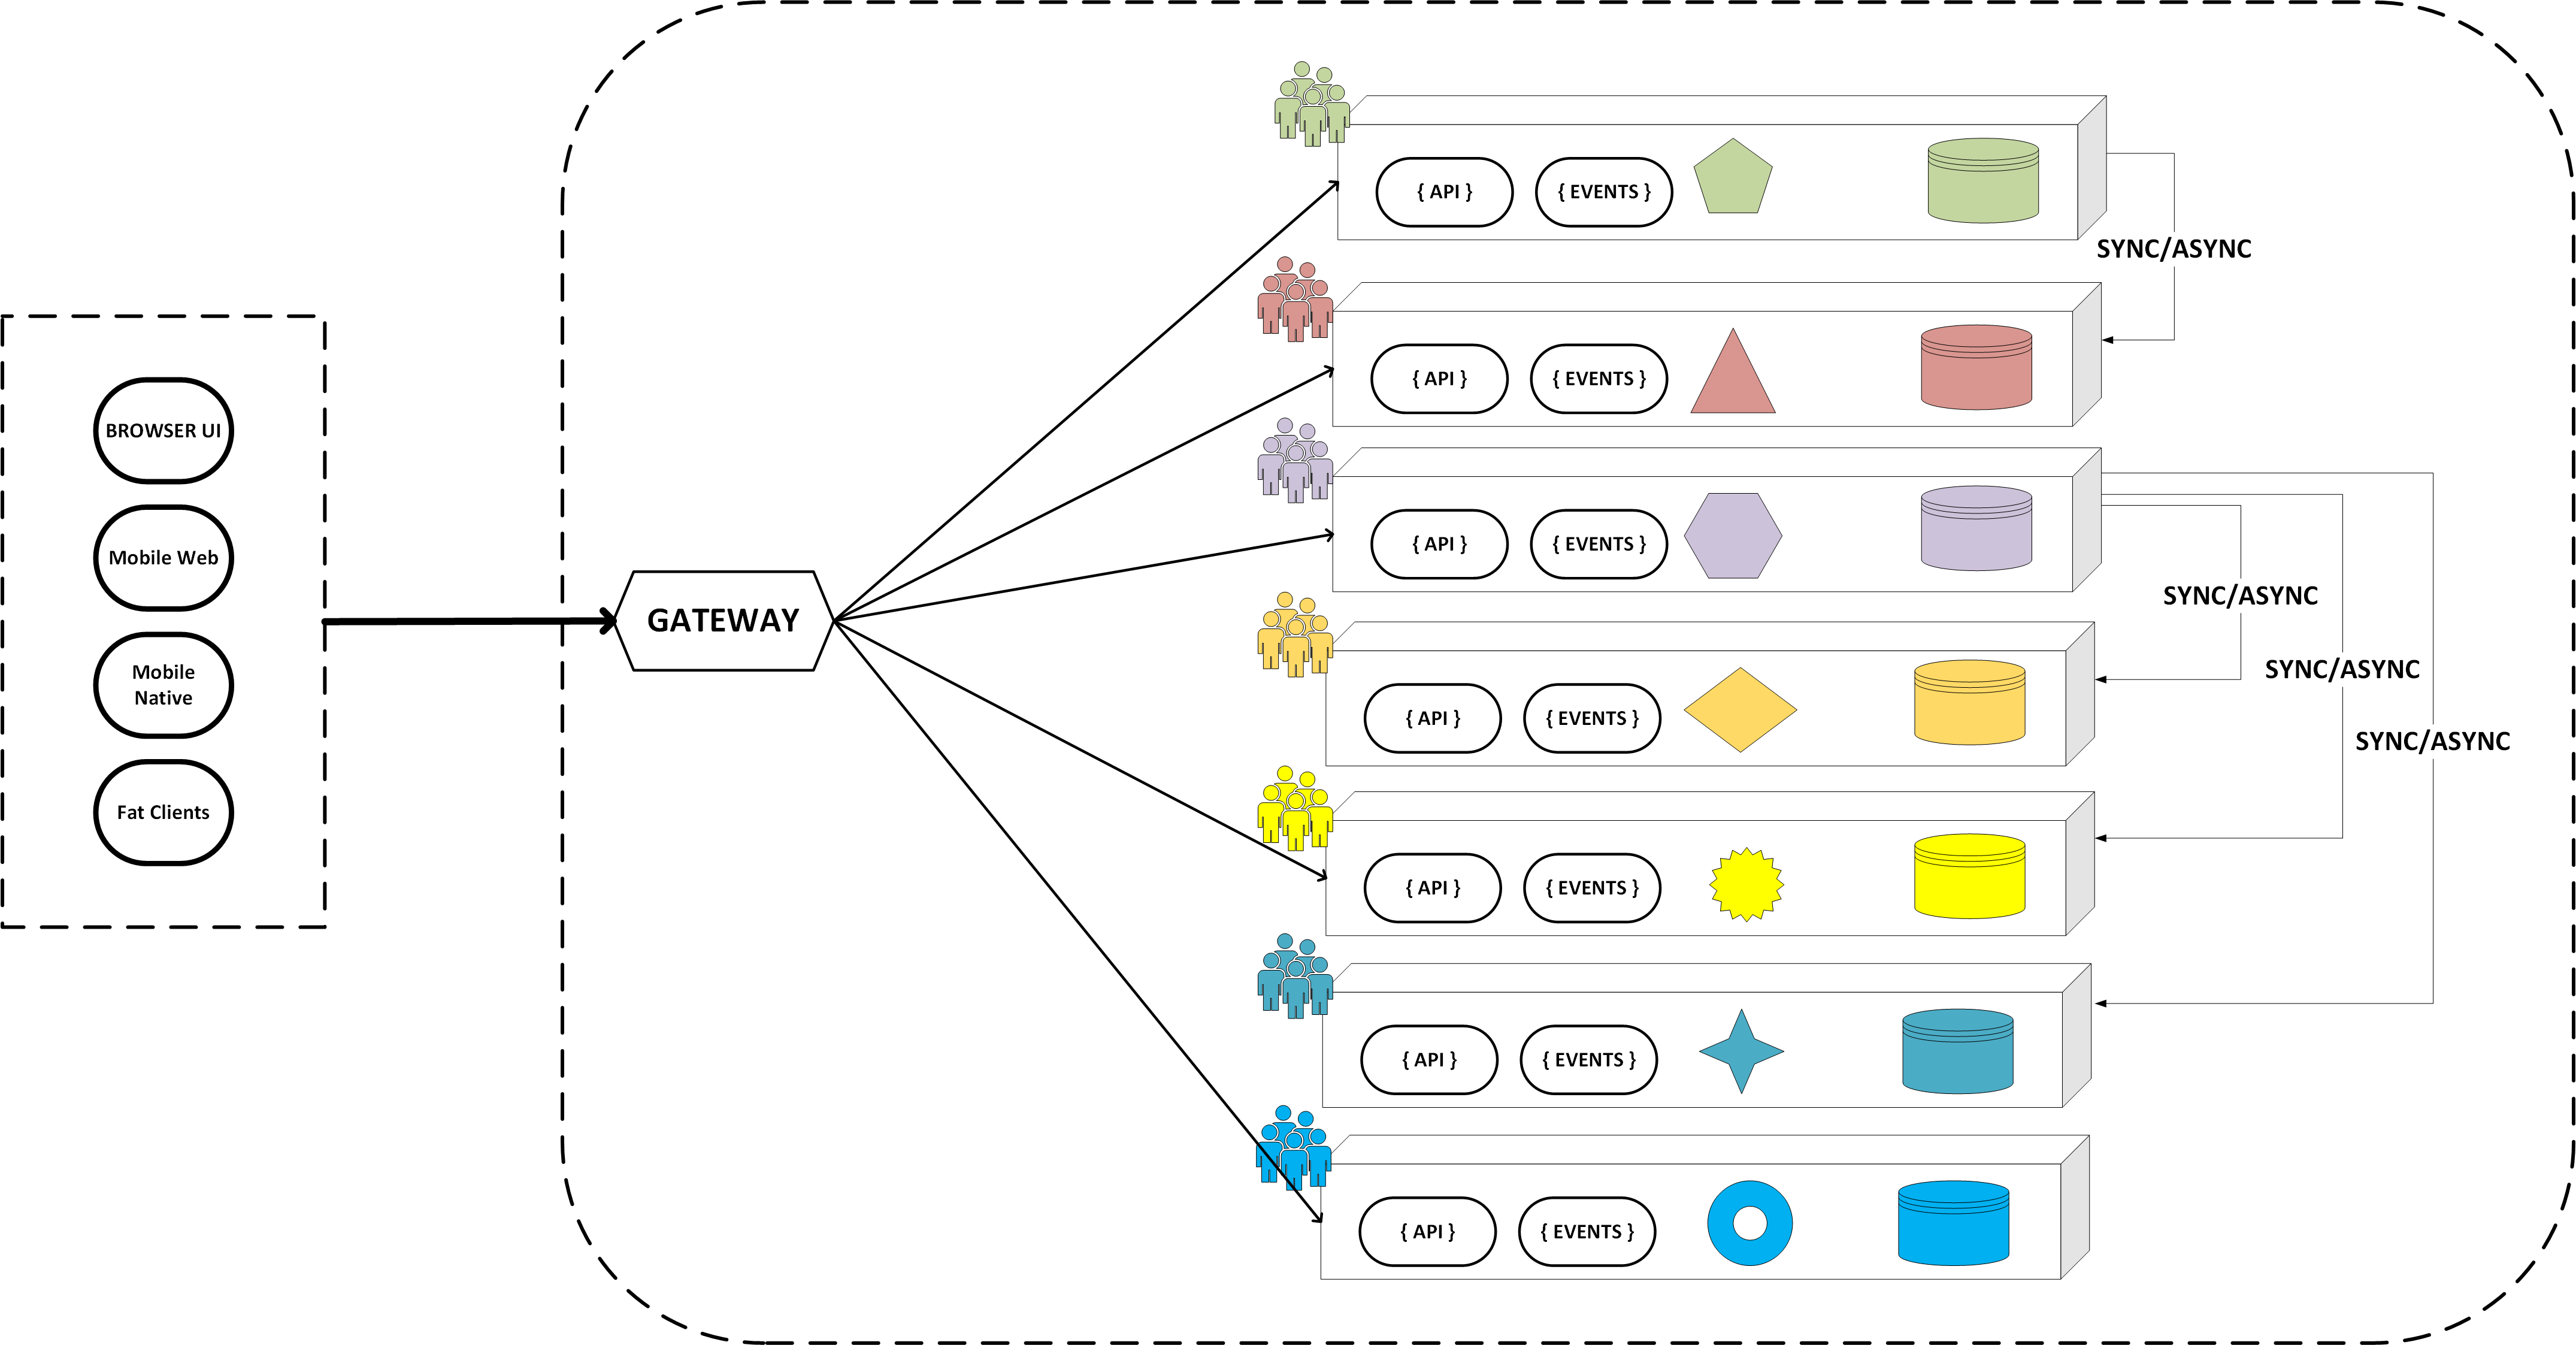 BROWSER UI
Mobile Web
Mobile
Native
Fat Clients
GATEWAY
{ API }
{ EVENTS }
SYNC/ASYNC
{ API }
{ EVENTS }
{ API }
{ EVENTS }
SYNC/ASYNC
SYNC/ASYNC
SYNC/ASYNC
{ API }
{ EVENTS }
{ API }
{ EVENTS }
{ API }
{ EVENTS }
{ API }
{ EVENTS }